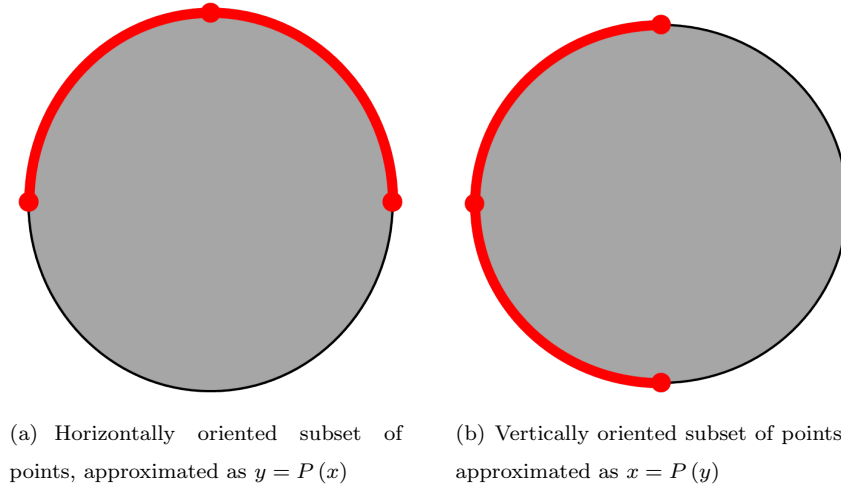 (a) Horizontally oriented subset of
points, approximated as y = P (x)
(b) Vertically oriented subset of points
approximated as x = P (y)